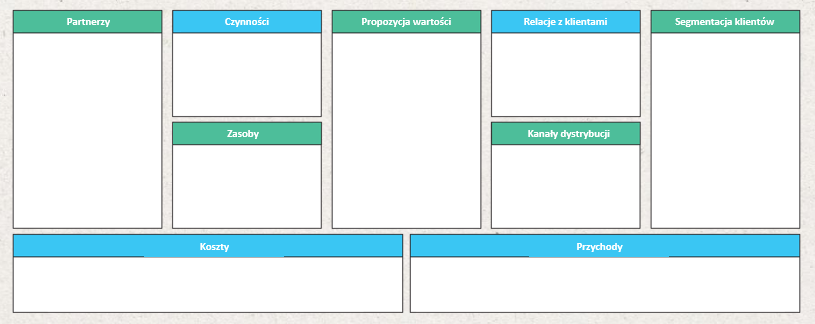 Partnerzy
Czynności
Propozycja wartości
Relacje z klientami
Segmentacja klientów
Zasoby
Kanały dystrybucji
Koszty
Przychody